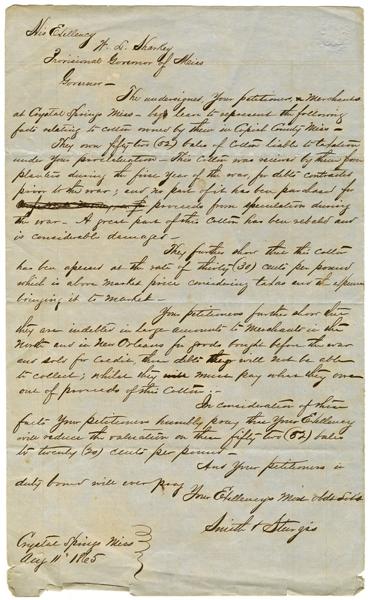 His Excellency
W. L. Sharkey
Provisional Governor of Miss
Governor —
The undersigned, Your petitioners, Merchants
at Crystal Springs Miss — beg leave to represent the following
facts relating to cotton owned by them in Copiah County Miss —
They own fifty two (52) bales of Cotton liable to taxation
under Your proclamation — This Cotton was received by them from
planters during the first year of the war, for debts contracted
prior to the war; and no part of it has been purchased for
proceeds from speculation during
the war — A great part of this Cotton has been rebaled and
is considerable damaged —
They further show that this cotton
has been assessed at the rate of thirty (30) cents per pound
which is above market price considering taxes and the expense
bringing it to market —
Your petitioners further show that
they are indebted in large amounts to Merchants in the
North and in New Orleans for goods bought before the war
and sold for credit, these debts they will not be able
to collect; whilst they must pay what they owe
out of proceeds of this Cotton —
In consideration of these
facts Your petitioners humbly pray that Your Excellency
will reduce the valuation on their fifty two (52) bales
to twenty (20) cents per pound —
And Your petitioners in
duty bound will ever pray
Your Excellency's Most Obdt Svts
Smith & Sturgis
Crystal Springs Miss
Aug 11th 1865